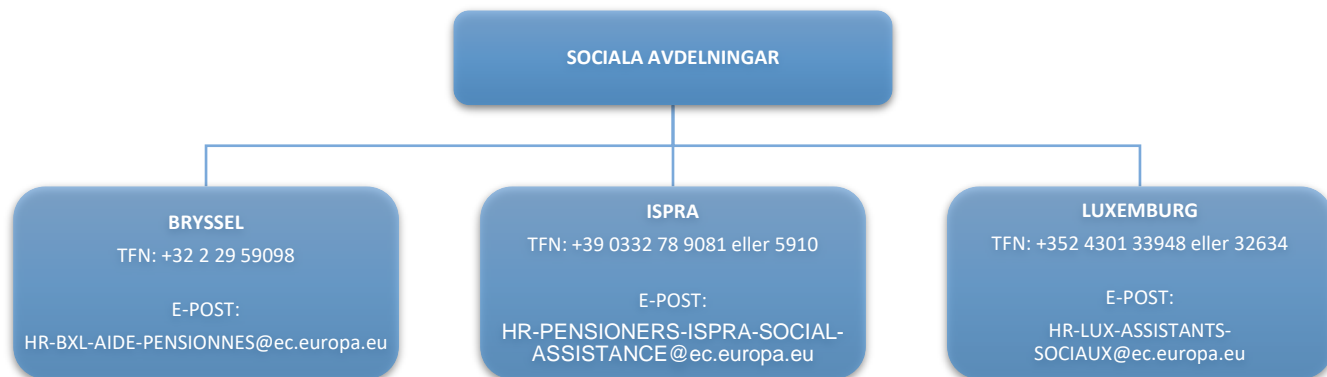 SOCIALA AVDELNINGAR
BRYSSEL
TFN: +32 2 29 59098
E-POST:
HR-BXL-AIDE-PENSIONNES@ec.europa.eu
ISPRA
TFN: +39 0332 78 9081 eller 5910
E-POST:
HR-PENSIONERS-ISPRA-SOCIAL-
ASSISTANCE@ec.europa.eu
LUXEMBURG
TFN: +352 4301 33948 eller 32634
E-POST:
HR-LUX-ASSISTANTS-
SOCIAUX@ec.europa.eu